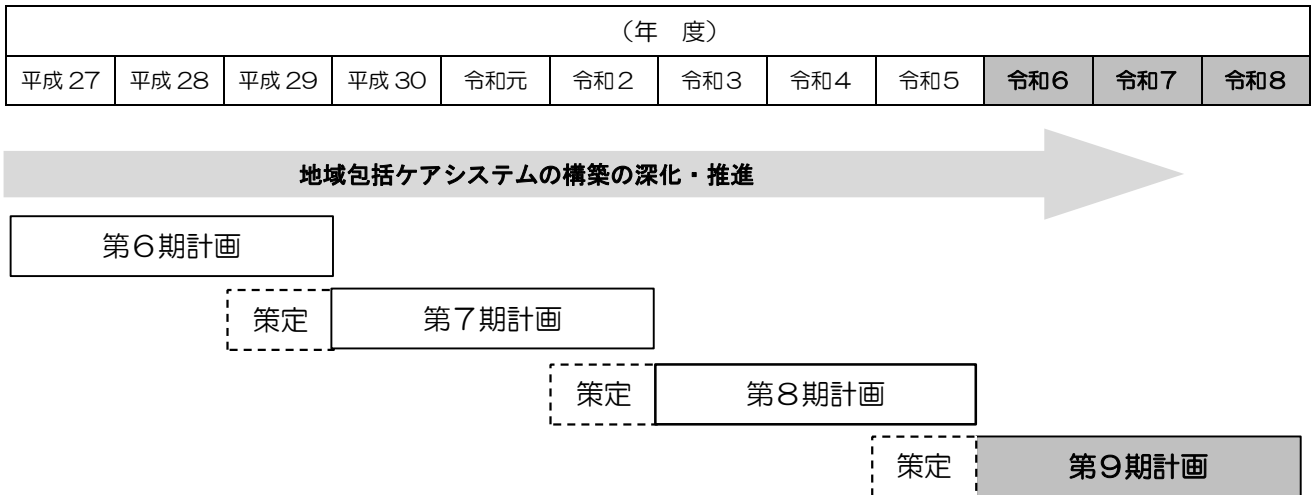 （年　度）
平成27 平成28 平成29 平成30 令和元 令和2 令和3 令和4 令和5 令和6 令和7 令和8
地域包括ケアシステムの構築の深化・推進
第6期計画
策定 第7期計画
策定 第8期計画
策定 第9期計画